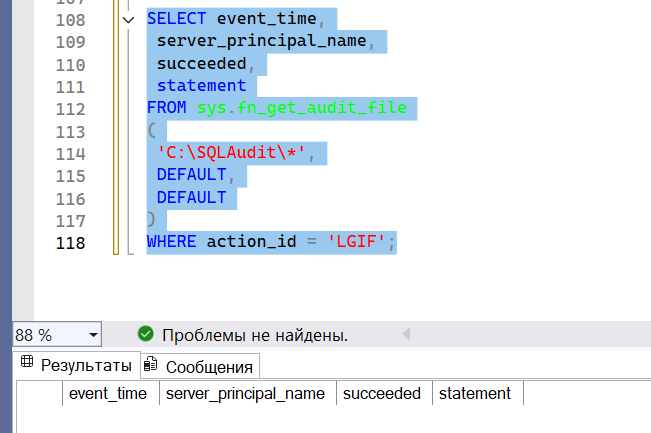 108 SELECT event_time,
109 server_principal_name,
110 succeeded,
111 statement
112 FROM sys.fn_get_audit_file
113 (
114 'C:\SQLAudit\*',
115 DEFAULT,
116 DEFAULT
117 )
118 WHERE action_id = 'LGIF';
88 % Проблемы не найдены.
Результаты Сообщения
event_time server_principal_name succeeded statement